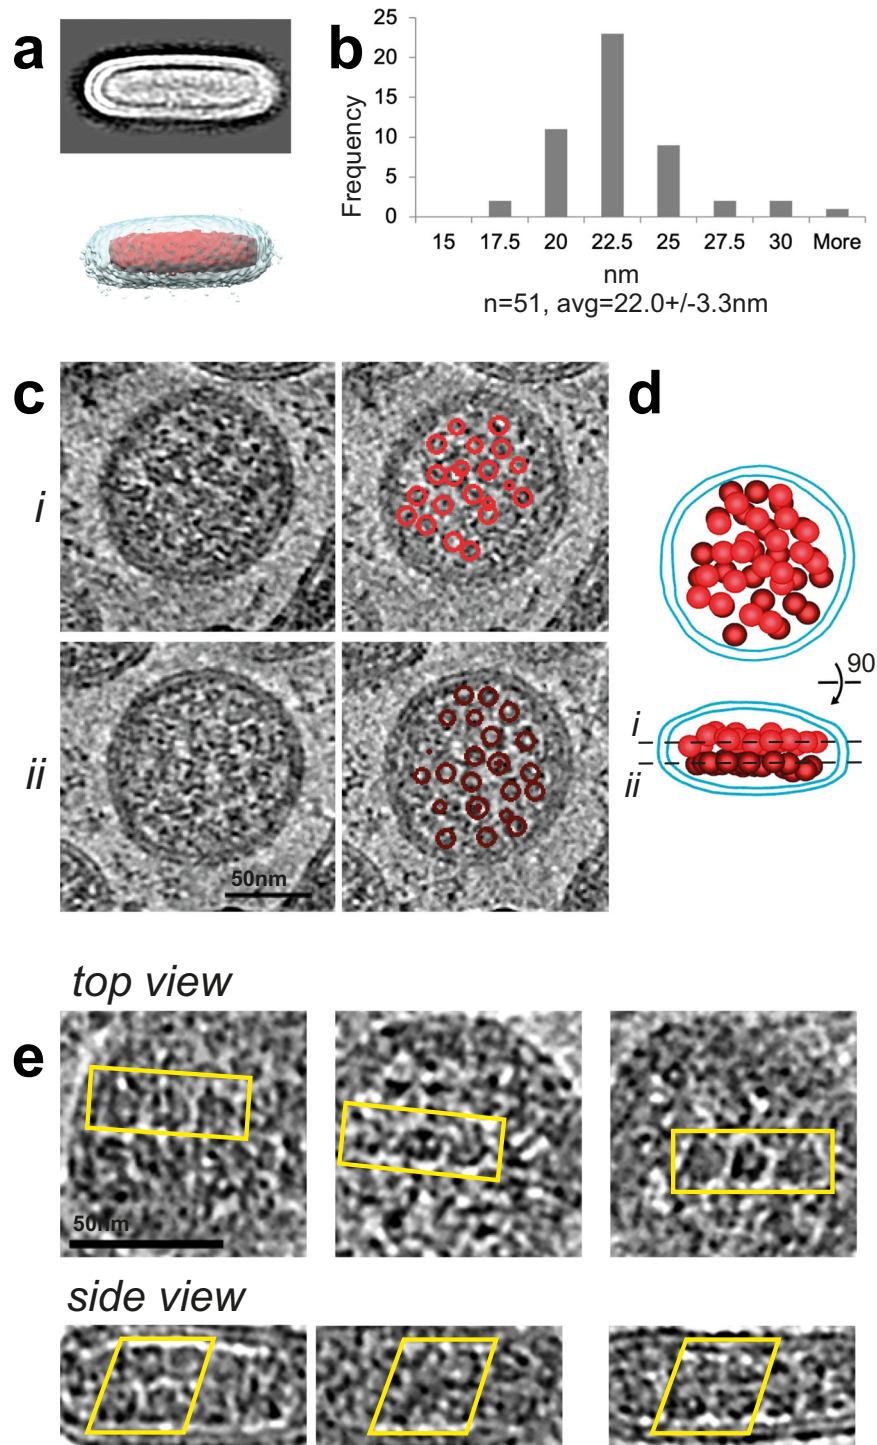 a
b
25
20
15
10
5
0
Frequency
15 17.5 20 22.5 25 27.5 30 More
nm
n=51, avg=22.0+/-3.3nm
c
d
i
ii
50nm
90
i
ii
top view
e
50nm
side view